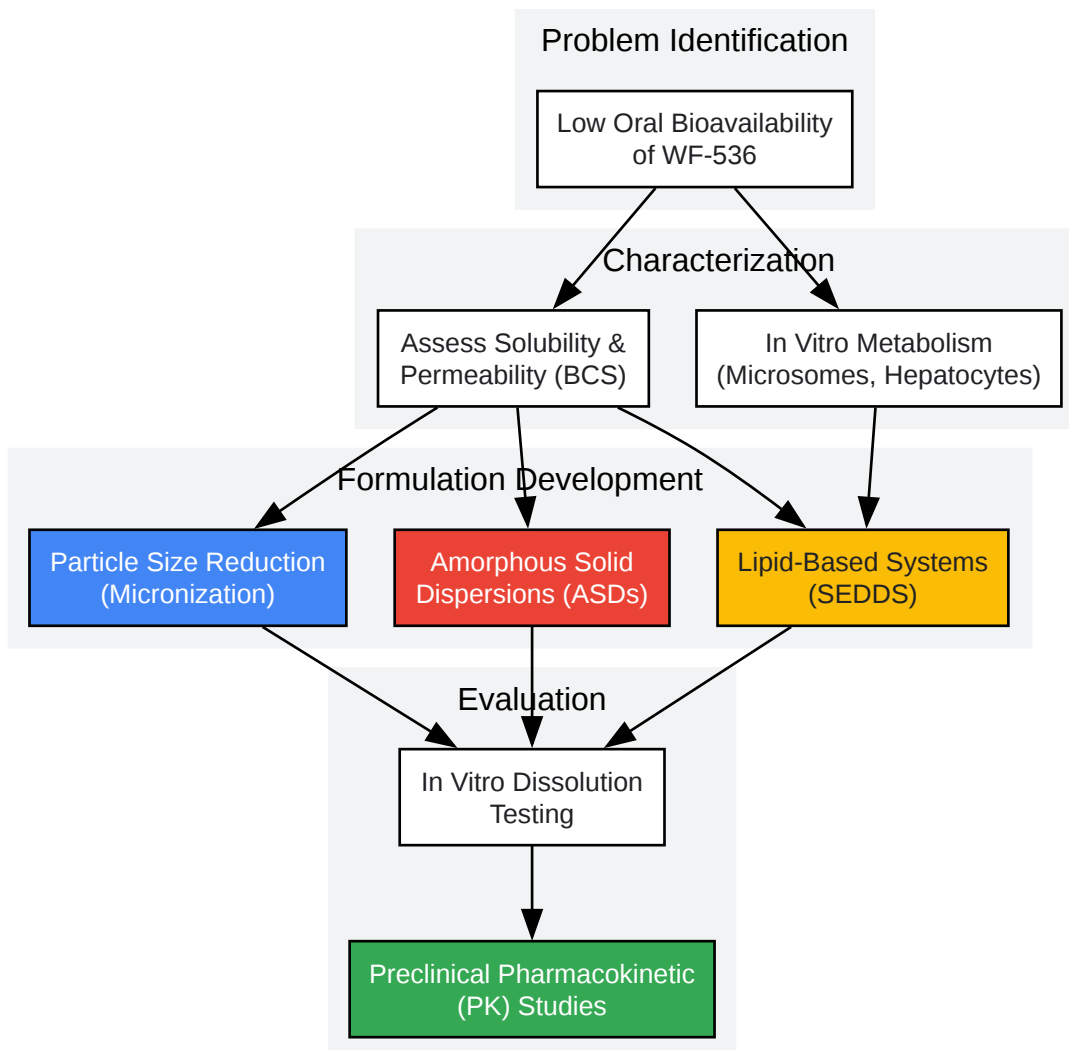 Problem Identification
Low Oral Bioavailability
of WF-536
Characterization
Assess Solubility &
Permeability (BCS)
In Vitro Metabolism
(Microsomes, Hepatocytes)
Formulation Development
Particle Size Reduction
(Micronization)
Amorphous Solid
Dispersions (ASDs)
Lipid-Based Systems
(SEDDS)
Evaluation
In Vitro Dissolution
Testing
Preclinical Pharmacokinetic
(PK) Studies